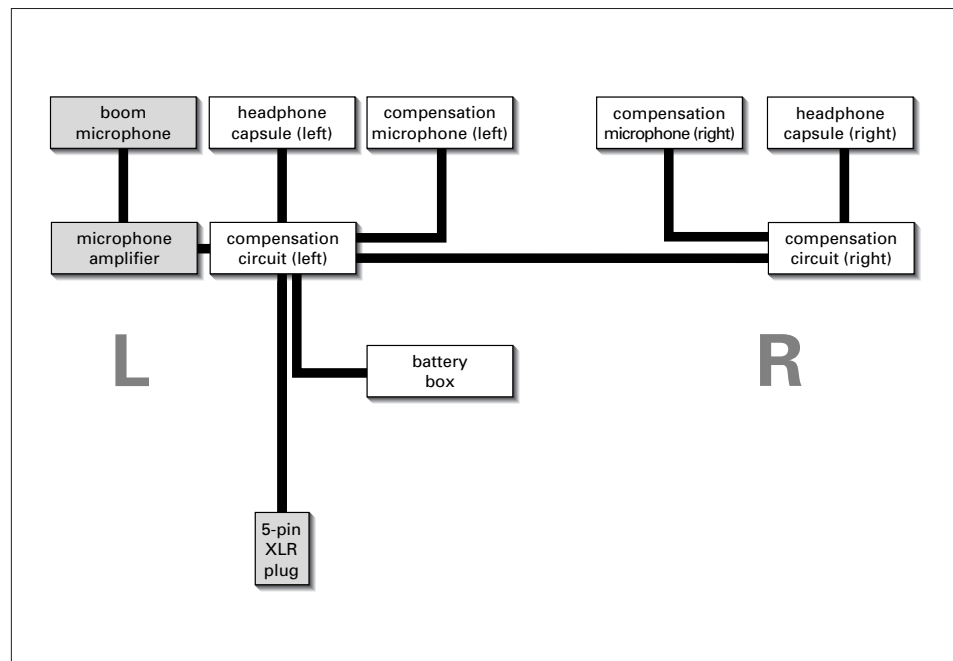 boom
microphone
headphone
capsule (left)
compensation
microphone (left)
compensation
microphone (right)
headphone
capsule (right)
microphone
amplifier
compensation
circuit (left)
compensation
circuit (right)
L
R
battery
box
5-pin
XLR
plug